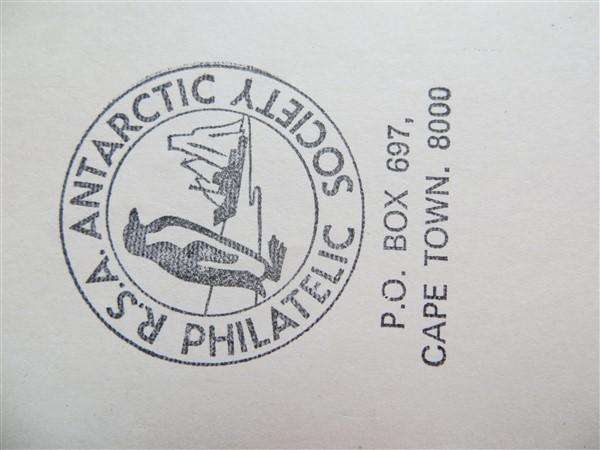 R.S.A. ANTARCTIC SOCIETY
PHILATELIC
P.O. BOX 697,
CAPE TOWN. 8000